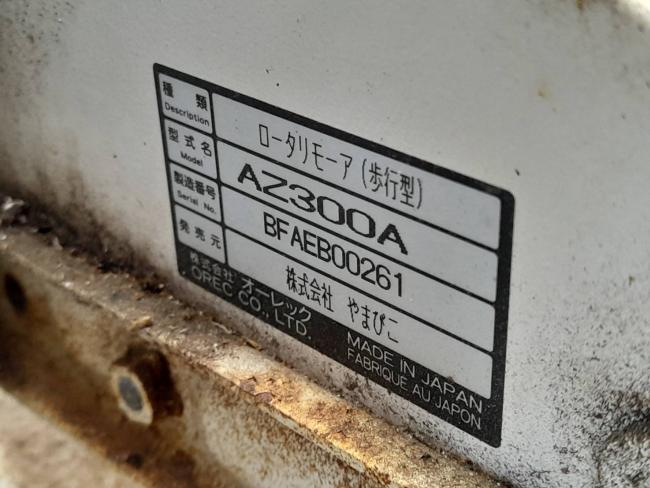 種類 ロータリモーア(歩行型)
Description
型式名 AZ300A
Model
製造番号 BFAEB00261
Serial No.
発売元 株式会社 やまびこ
株式会社 オーレック
OREC CO., LTD.
MADE IN JAPAN
FABRIQUE AU JAPON